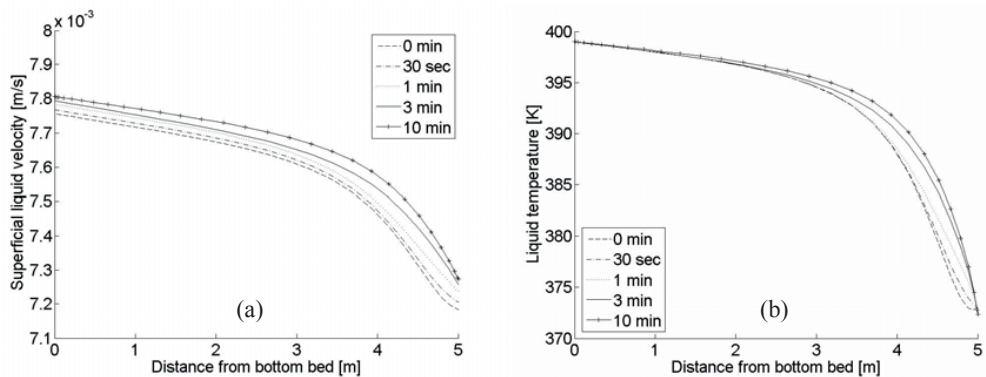 x 10⁻³
8
7.9
7.8
7.7
7.6
7.5
7.4
7.3
7.2
7.1
0 1 2 3 4 5
Superficial liquid velocity [m/s]
Distance from bottom bed [m]
0 min
30 sec
1 min
3 min
10 min
(a)
400
395
390
385
380
375
370
0 1 2 3 4 5
Liquid temperature [K]
Distance from bottom bed [m]
0 min
30 sec
1 min
3 min
10 min
(b)